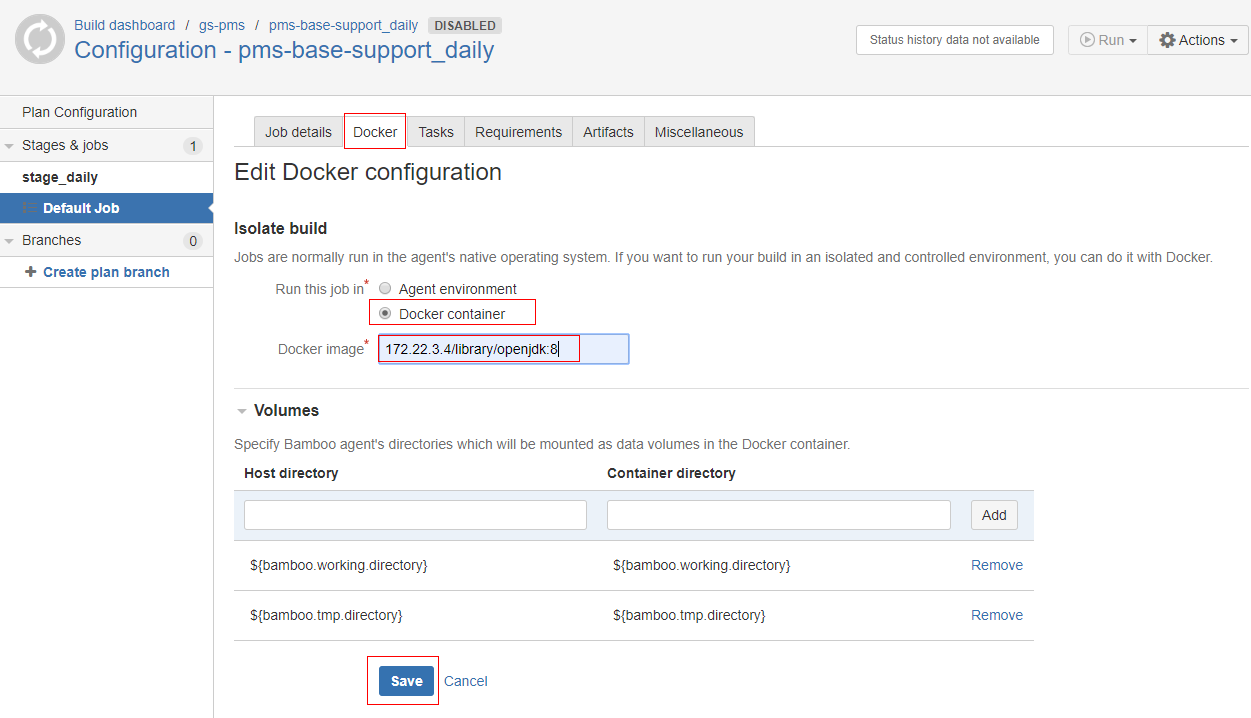 Build dashboard / gs-pms / pms-base-support_daily DISABLED
Configuration - pms-base-support_daily
Status history data not available
Run
Actions
Plan Configuration
Stages & jobs 1
stage_daily
Default Job
Branches 0
Create plan branch
Job details Docker Tasks Requirements Artifacts Miscellaneous
Edit Docker configuration
Isolate build
Jobs are normally run in the agent's native operating system. If you want to run your build in an isolated and controlled environment, you can do it with Docker.
Run this job in* Agent environment
Docker container
Docker image* 172.22.3.4/library/openjdk:8
Volumes
Specify Bamboo agent's directories which will be mounted as data volumes in the Docker container.
Host directory Container directory
Add
${bamboo.working.directory} ${bamboo.working.directory} Remove
${bamboo.tmp.directory} ${bamboo.tmp.directory} Remove
Save Cancel